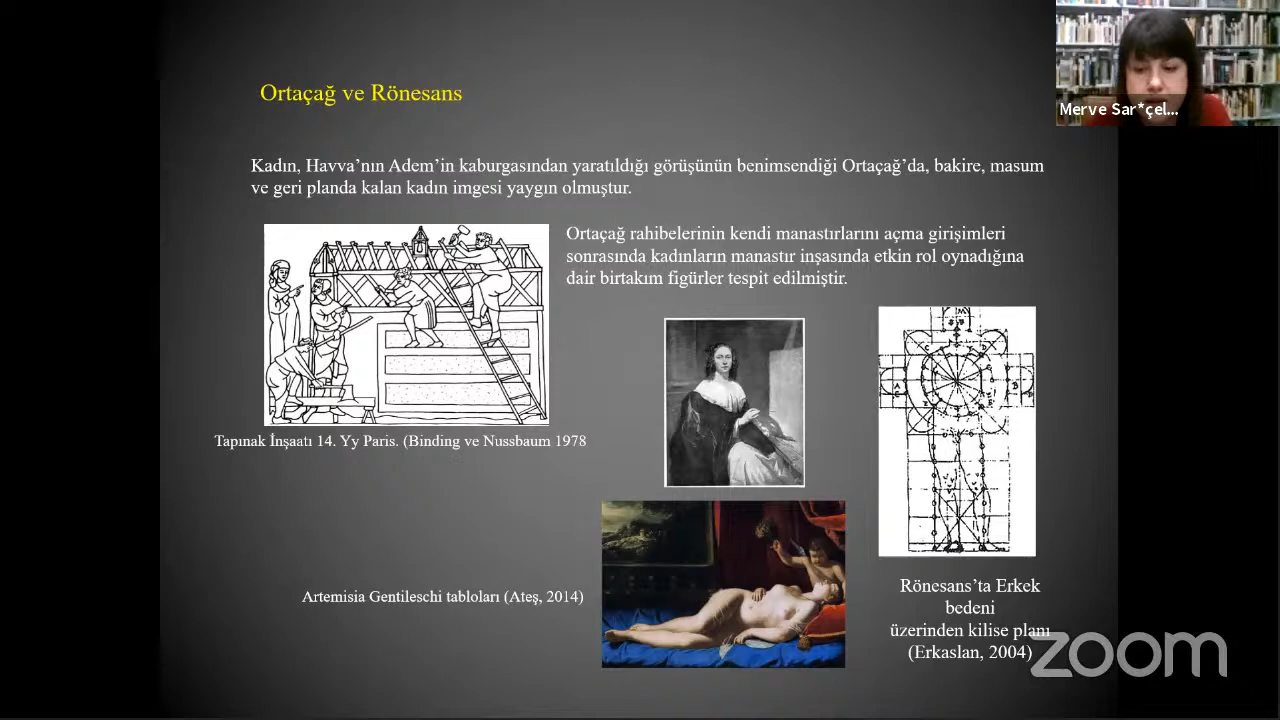 Merve Sar*çel...
Ortaçağ ve Rönesans
Kadın, Havva’nın Adem’in kaburgasından yaratıldığı görüşünün benimsendiği Ortaçağ’da, bakire, masum
ve geri planda kalan kadın imgesi yaygın olmuştur.
Ortaçağ rahibelerinin kendi manastırlarını açma girişimleri
sonrasında kadınların manastır inşasında etkin rol oynadığına
dair birtakım figürler tespit edilmiştir.
Tapınak İnşaatı 14. Yy Paris. (Binding ve Nussbaum 1978
Artemisia Gentileschi tabloları (Ateş, 2014)
Rönesans’ta Erkek
bedeni
üzerinden kilise planı
(Erkaslan, 2004)
zoom